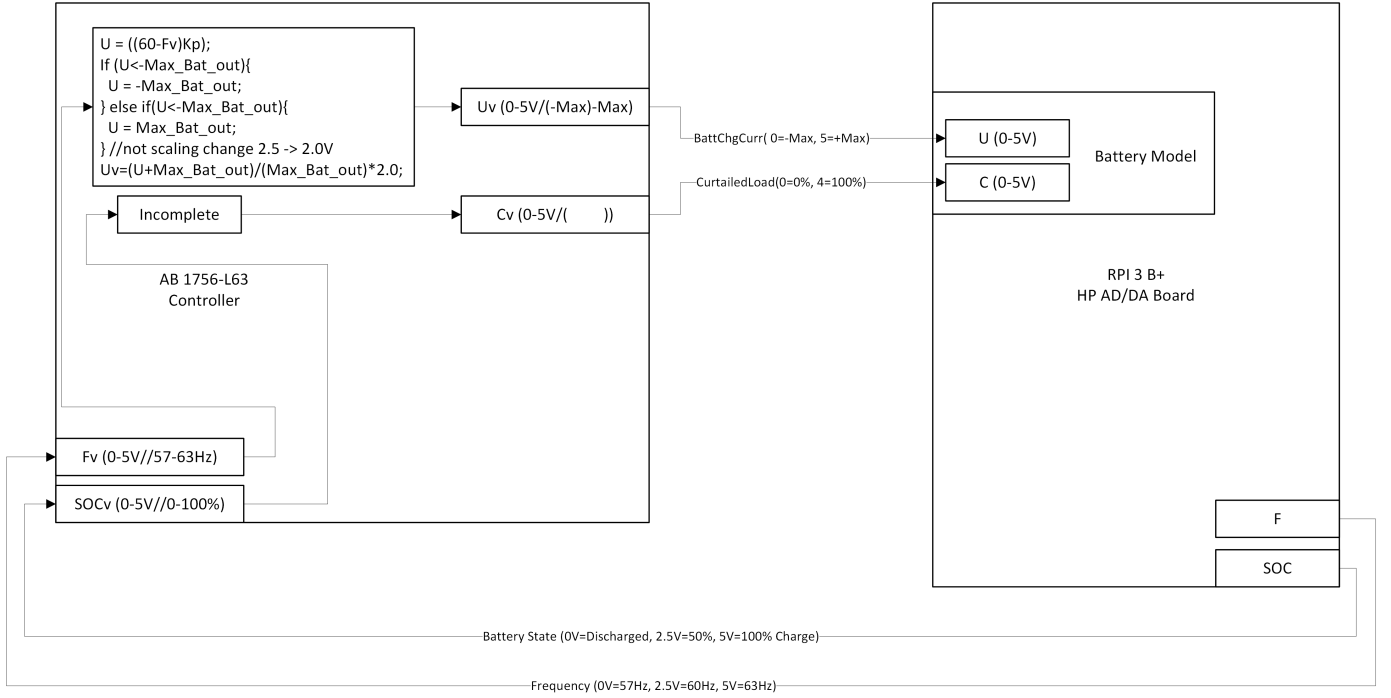 U = ((60-Fv)Kp);
If (U<-Max_Bat_out){
U = -Max_Bat_out;
} else if(U<-Max_Bat_out){
U = Max_Bat_out;
} //not scaling change 2.5 -> 2.0V
Uv=(U+Max_Bat_out)/(Max_Bat_out)*2.0;
Uv (0-5V/(-Max)-Max)
BattChgCurr( 0=-Max, 5=+Max)
U (0-5V)
Battery Model
CurtailedLoad(0=0%, 4=100%)
C (0-5V)
Incomplete
Cv (0-5V/( ))
AB 1756-L63
Controller
RPI 3 B+
HP AD/DA Board
Fv (0-5V//57-63Hz)
SOCv (0-5V//0-100%)
F
SOC
Battery State (0V=Discharged, 2.5V=50%, 5V=100% Charge)
Frequency (0V=57Hz, 2.5V=60Hz, 5V=63Hz)